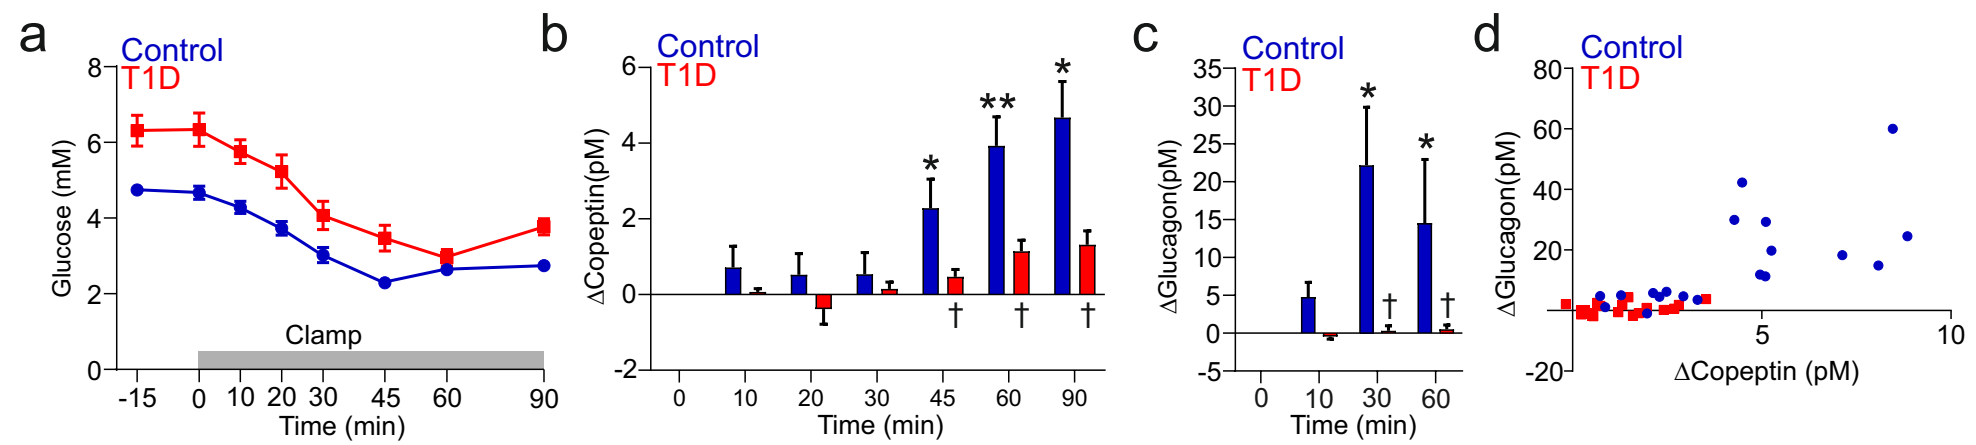 a
Control
T1D
8
6
4
2
0
Glucose (mM)
Clamp
-15 0 10 20 30 45 60 90
Time (min)
b
Control
T1D
6
4
2
0
-2
ΔCopeptin(pM)
* ** *
† † †
0 10 20 30 45 60 90
Time (min)
c
Control
T1D
35
30
25
20
15
10
5
0
-5
ΔGlucagon(pM)
* *
† †
0 10 30 60
Time (min)
d
Control
T1D
80
60
40
20
-20
ΔGlucagon(pM)
5 10
ΔCopeptin (pM)